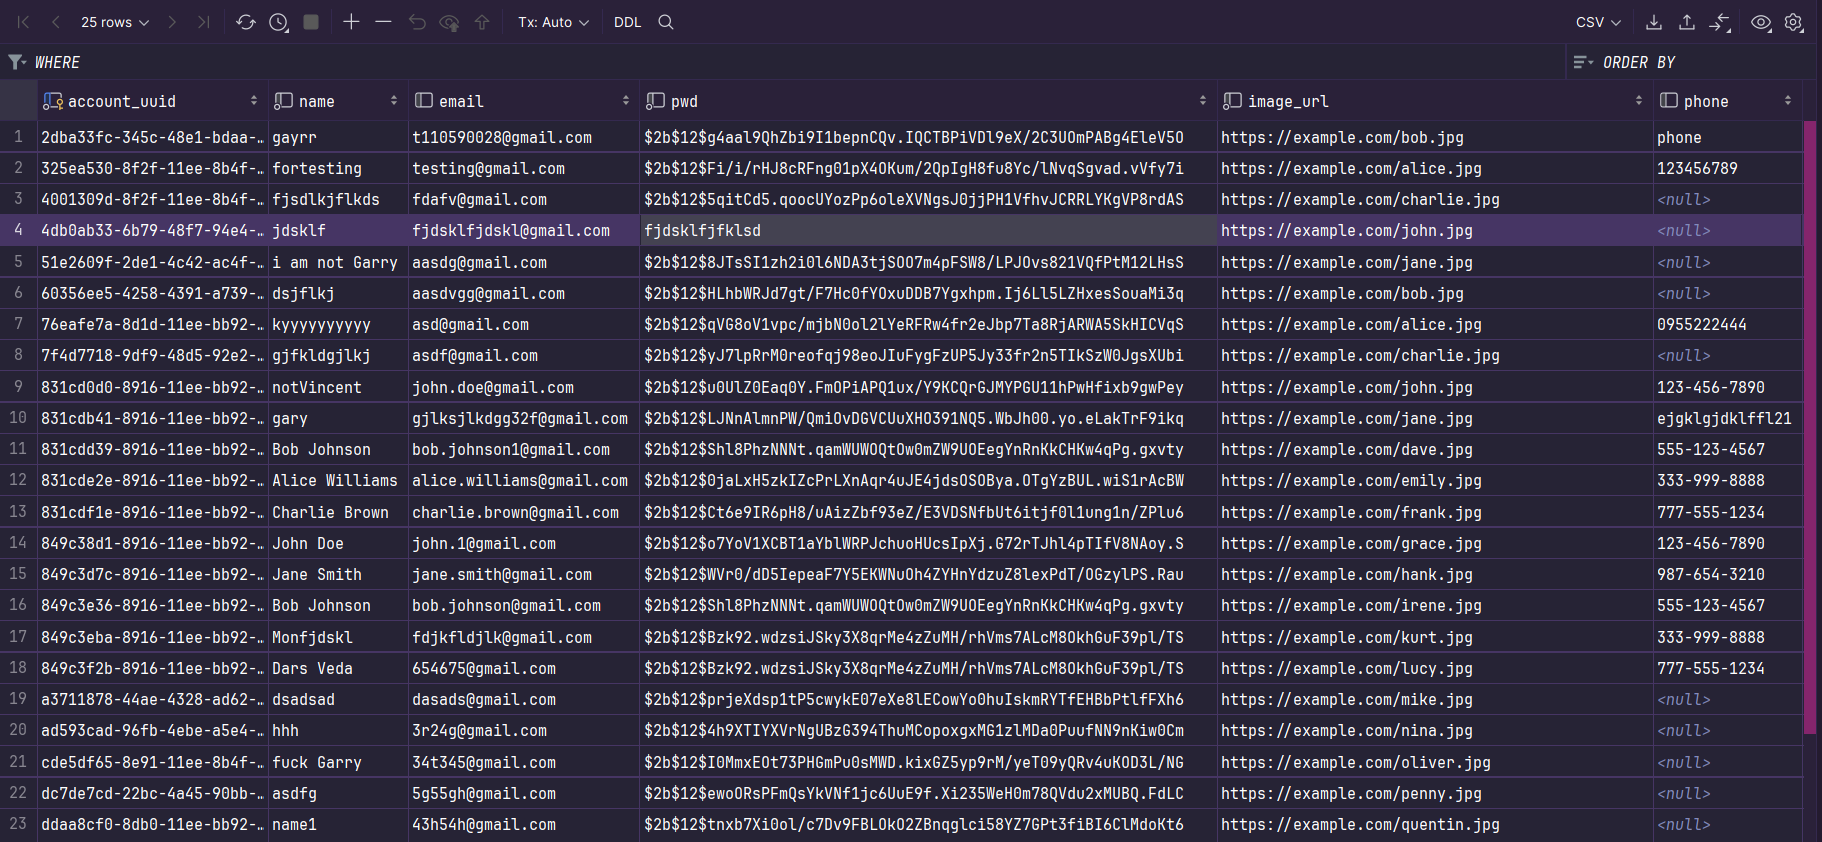 25 rows Tx: Auto DDL CSV
WHERE ORDER BY
account_uuid name email pwd image_url phone
1 2dba33fc-345c-48e1-bdaa-… gayrr t110590028@gmail.com $2b$12$g4aal9QhZbi9I1bepnCQv.IQCTBPiVDl9eX/2C3UOmPABg4EleV5O https://example.com/bob.jpg phone
2 325ea530-8f2f-11ee-8b4f-… fortesting testing@gmail.com $2b$12$Fi/i/rHJ8cRFng01pX4OKum/2QpIgH8fu8Yc/lNvqSgvad.vVfy7i https://example.com/alice.jpg 123456789
3 4001309d-8f2f-11ee-8b4f-… fjsdlkjflkds fdafv@gmail.com $2b$12$5qitCd5.qoocUYozPp6oleXVNgsJ0jjPH1VfhvJCRRLYKgVP8rdAS https://example.com/charlie.jpg <null>
4 4db0ab33-6b79-48f7-94e4-… jdsklf fjdsklfjdskl@gmail.com fjdsklfjfklsd https://example.com/john.jpg <null>
5 51e2609f-2de1-4c42-ac4f-… i am not Garry aasdg@gmail.com $2b$12$8JTsSI1zh2i0l6NDA3tjSOO7m4pFSW8/LPJOvs821VQfPtM12LHsS https://example.com/jane.jpg <null>
6 60356ee5-4258-4391-a739-… dsjflkj aasdvgg@gmail.com $2b$12$HLhbWRJd7gt/F7Hc0fYOxuDDB7Ygxhpm.Ij6Ll5LZHxesSouaMi3q https://example.com/bob.jpg <null>
7 76eafe7a-8d1d-11ee-bb92-… kyyyyyyyyyy asd@gmail.com $2b$12$qVG8oV1vpc/mjbN0ol2lYeRFRw4fr2eJbp7Ta8RjARWA5SkHICVqS https://example.com/alice.jpg 0955222444
8 7f4d7718-9df9-48d5-92e2-… gjfkldgjlkj asdf@gmail.com $2b$12$yJ7lpRrM0reofqj98eoJIuFygFzUP5Jy33fr2n5TIkSzW0JgsXUbi https://example.com/charlie.jpg <null>
9 831cd0d0-8916-11ee-bb92-… notVincent john.doe@gmail.com $2b$12$u0UlZ0Eaq0Y.FmOPiAPQ1ux/Y9KCQrGJMYPGU11hPwHfixb9gwPey https://example.com/john.jpg 123-456-7890
10 831cdb41-8916-11ee-bb92-… gary gjlksjlkdgg32f@gmail.com $2b$12$LJNnAlmnPW/QmiOvDGVCUuXHO391NQ5.WbJh00.yo.eLakTrF9ikq https://example.com/jane.jpg ejgklgjdklffl21
11 831cdd39-8916-11ee-bb92-… Bob Johnson bob.johnson1@gmail.com $2b$12$Shl8PhzNNNt.qamWUWOQtOw0mZW9UOEegYnRnKkCHKw4qPg.gxvty https://example.com/dave.jpg 555-123-4567
12 831cde2e-8916-11ee-bb92-… Alice Williams alice.williams@gmail.com $2b$12$0jaLxH5zkIZcPrLXnAqr4uJE4jdsOSOBya.OTgYzBUL.wiS1rAcBW https://example.com/emily.jpg 333-999-8888
13 831cdf1e-8916-11ee-bb92-… Charlie Brown charlie.brown@gmail.com $2b$12$Ct6e9IR6pH8/uAizZbf93eZ/E3VDSNfbUt6itjf0l1ung1n/ZPlu6 https://example.com/frank.jpg 777-555-1234
14 849c38d1-8916-11ee-bb92-… John Doe john.1@gmail.com $2b$12$o7YoV1XCBT1aYblWRPJchuoHUcsIpXj.G72rTJhl4pTIfV8NAoy.S https://example.com/grace.jpg 123-456-7890
15 849c3d7c-8916-11ee-bb92-… Jane Smith jane.smith@gmail.com $2b$12$WVr0/dD5IepeaF7Y5EKWNuOh4ZYHnYdzuZ8lexPdT/OGzylPS.Rau https://example.com/hank.jpg 987-654-3210
16 849c3e36-8916-11ee-bb92-… Bob Johnson bob.johnson@gmail.com $2b$12$Shl8PhzNNNt.qamWUWOQtOw0mZW9UOEegYnRnKkCHKw4qPg.gxvty https://example.com/irene.jpg 555-123-4567
17 849c3eba-8916-11ee-bb92-… Monfjdskl fdjkfldjlk@gmail.com $2b$12$Bzk92.wdzsiJSky3X8qrMe4zZuMH/rhVms7ALcM8OkhGuF39pl/TS https://example.com/kurt.jpg 333-999-8888
18 849c3f2b-8916-11ee-bb92-… Dars Veda 654675@gmail.com $2b$12$Bzk92.wdzsiJSky3X8qrMe4zZuMH/rhVms7ALcM8OkhGuF39pl/TS https://example.com/lucy.jpg 777-555-1234
19 a3711878-44ae-4328-ad62-… dsadsad dasads@gmail.com $2b$12$prjeXdsp1tP5cwykE07eXe8lECowYo0huIskmRYTfEHBbPtlfFXh6 https://example.com/mike.jpg <null>
20 ad593cad-96fb-4ebe-a5e4-… hhh 3r24g@gmail.com $2b$12$4h9XTIYXVrNgUBzG394ThuMCopoxgxMG1zlMDa0PuufNN9nKiw0Cm https://example.com/nina.jpg <null>
21 cde5df65-8e91-11ee-8b4f-… fuck Garry 34t345@gmail.com $2b$12$I0MmxEOt73PHGmPu0sMWD.kixGZ5yp9rM/yeT09yQRv4uKOD3L/NG https://example.com/oliver.jpg <null>
22 dc7de7cd-22bc-4a45-90bb-… asdfg 5g55gh@gmail.com $2b$12$ewoORsPFmQsYkVNf1jc6UuE9f.Xi235WeH0m78QVdu2xMUBQ.FdLC https://example.com/penny.jpg <null>
23 ddaa8cf0-8db0-11ee-bb92-… name1 43h54h@gmail.com $2b$12$tnxb7Xi0ol/c7Dv9FBLOkO2ZBnqglci58YZ7GPt3fiBI6ClMdoKt6 https://example.com/quentin.jpg <null>